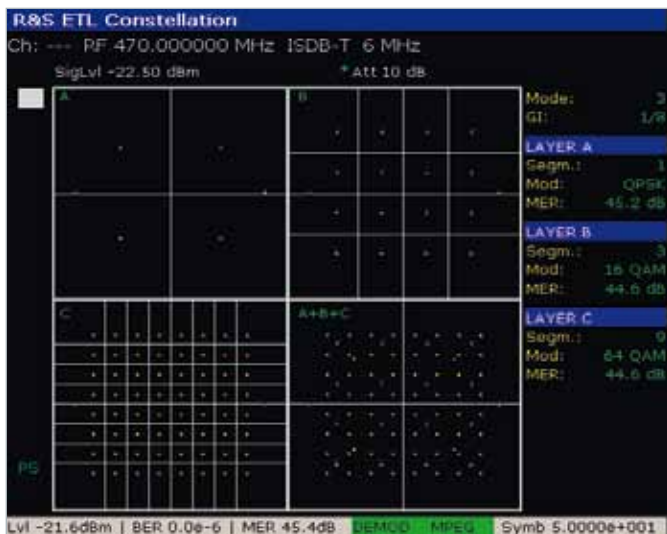 R&S ETL Constellation
Ch: --- RF 470.000000 MHz ISDB-T 6 MHz
SigLvl -22.50 dBm *Att 10 dB
A
B
Mode: 3
GI: 1/8
LAYER A
Segm.: 1
Mod: QPSK
MER: 45.2 dB
LAYER B
Segm.: 3
Mod: 16 QAM
MER: 44.6 dB
C
A+B+C
LAYER C
Segm.: 9
Mod: 64 QAM
MER: 44.6 dB
PS
Lvl -21.6dBm | BER 0.0e-6 | MER 45.4dB DEMOD MPEG Symb 5.0000e+001